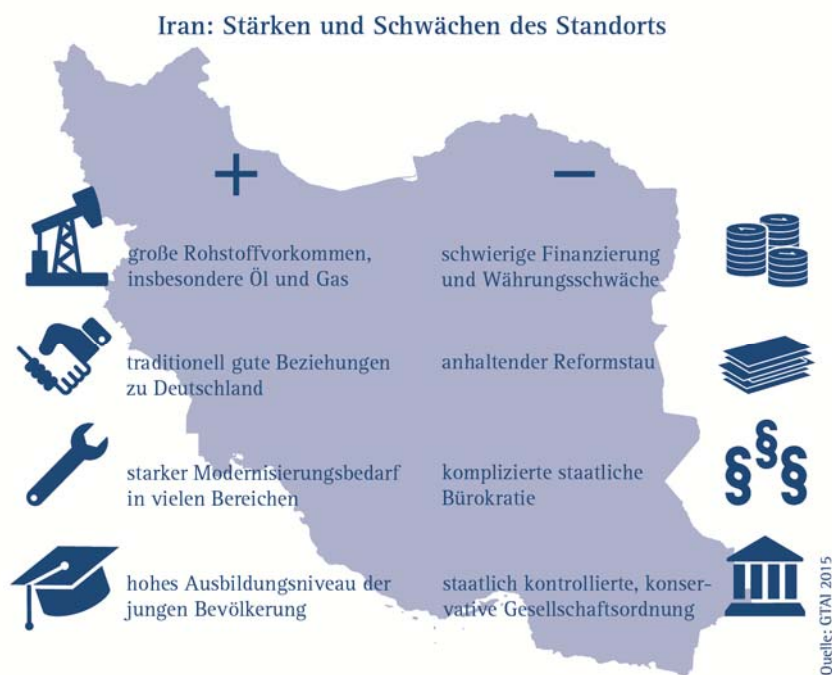 Iran: Stärken und Schwächen des Standorts
+
große Rohstoffvorkommen,
insbesondere Öl und Gas
traditionell gute Beziehungen
zu Deutschland
starker Modernisierungsbedarf
in vielen Bereichen
hohes Ausbildungsniveau der
jungen Bevölkerung
–
schwierige Finanzierung
und Währungsschwäche
anhaltender Reformstau
komplizierte staatliche
Bürokratie
§ § §
staatlich kontrollierte, konser-
vative Gesellschaftsordnung
Quelle: GTAI 2015